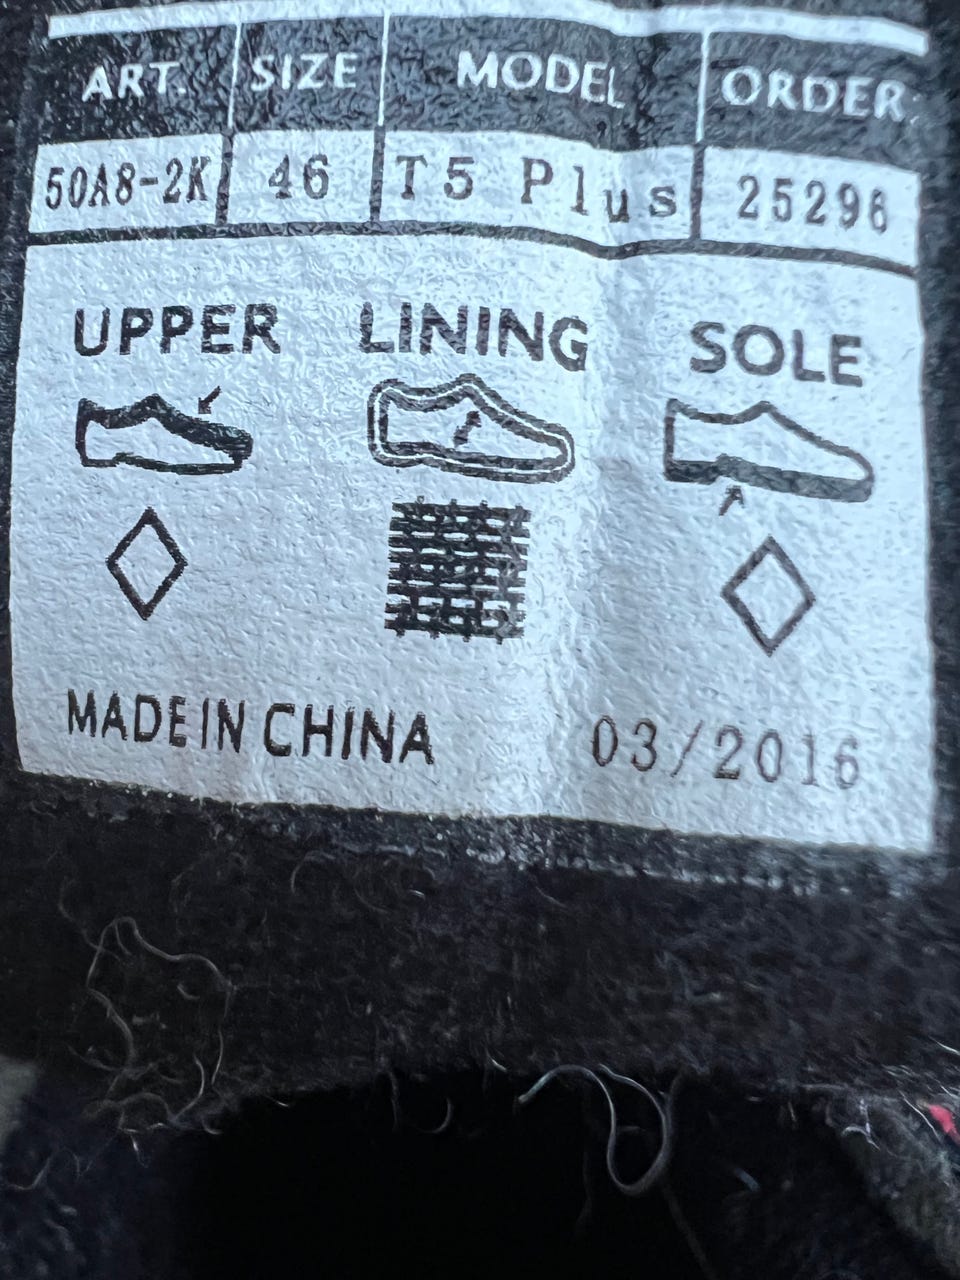 ART. SIZE MODEL ORDER:
50A8-2K 46 T5 Plus 25296
UPPER LINING SOLE
MADE IN CHINA 03/2016